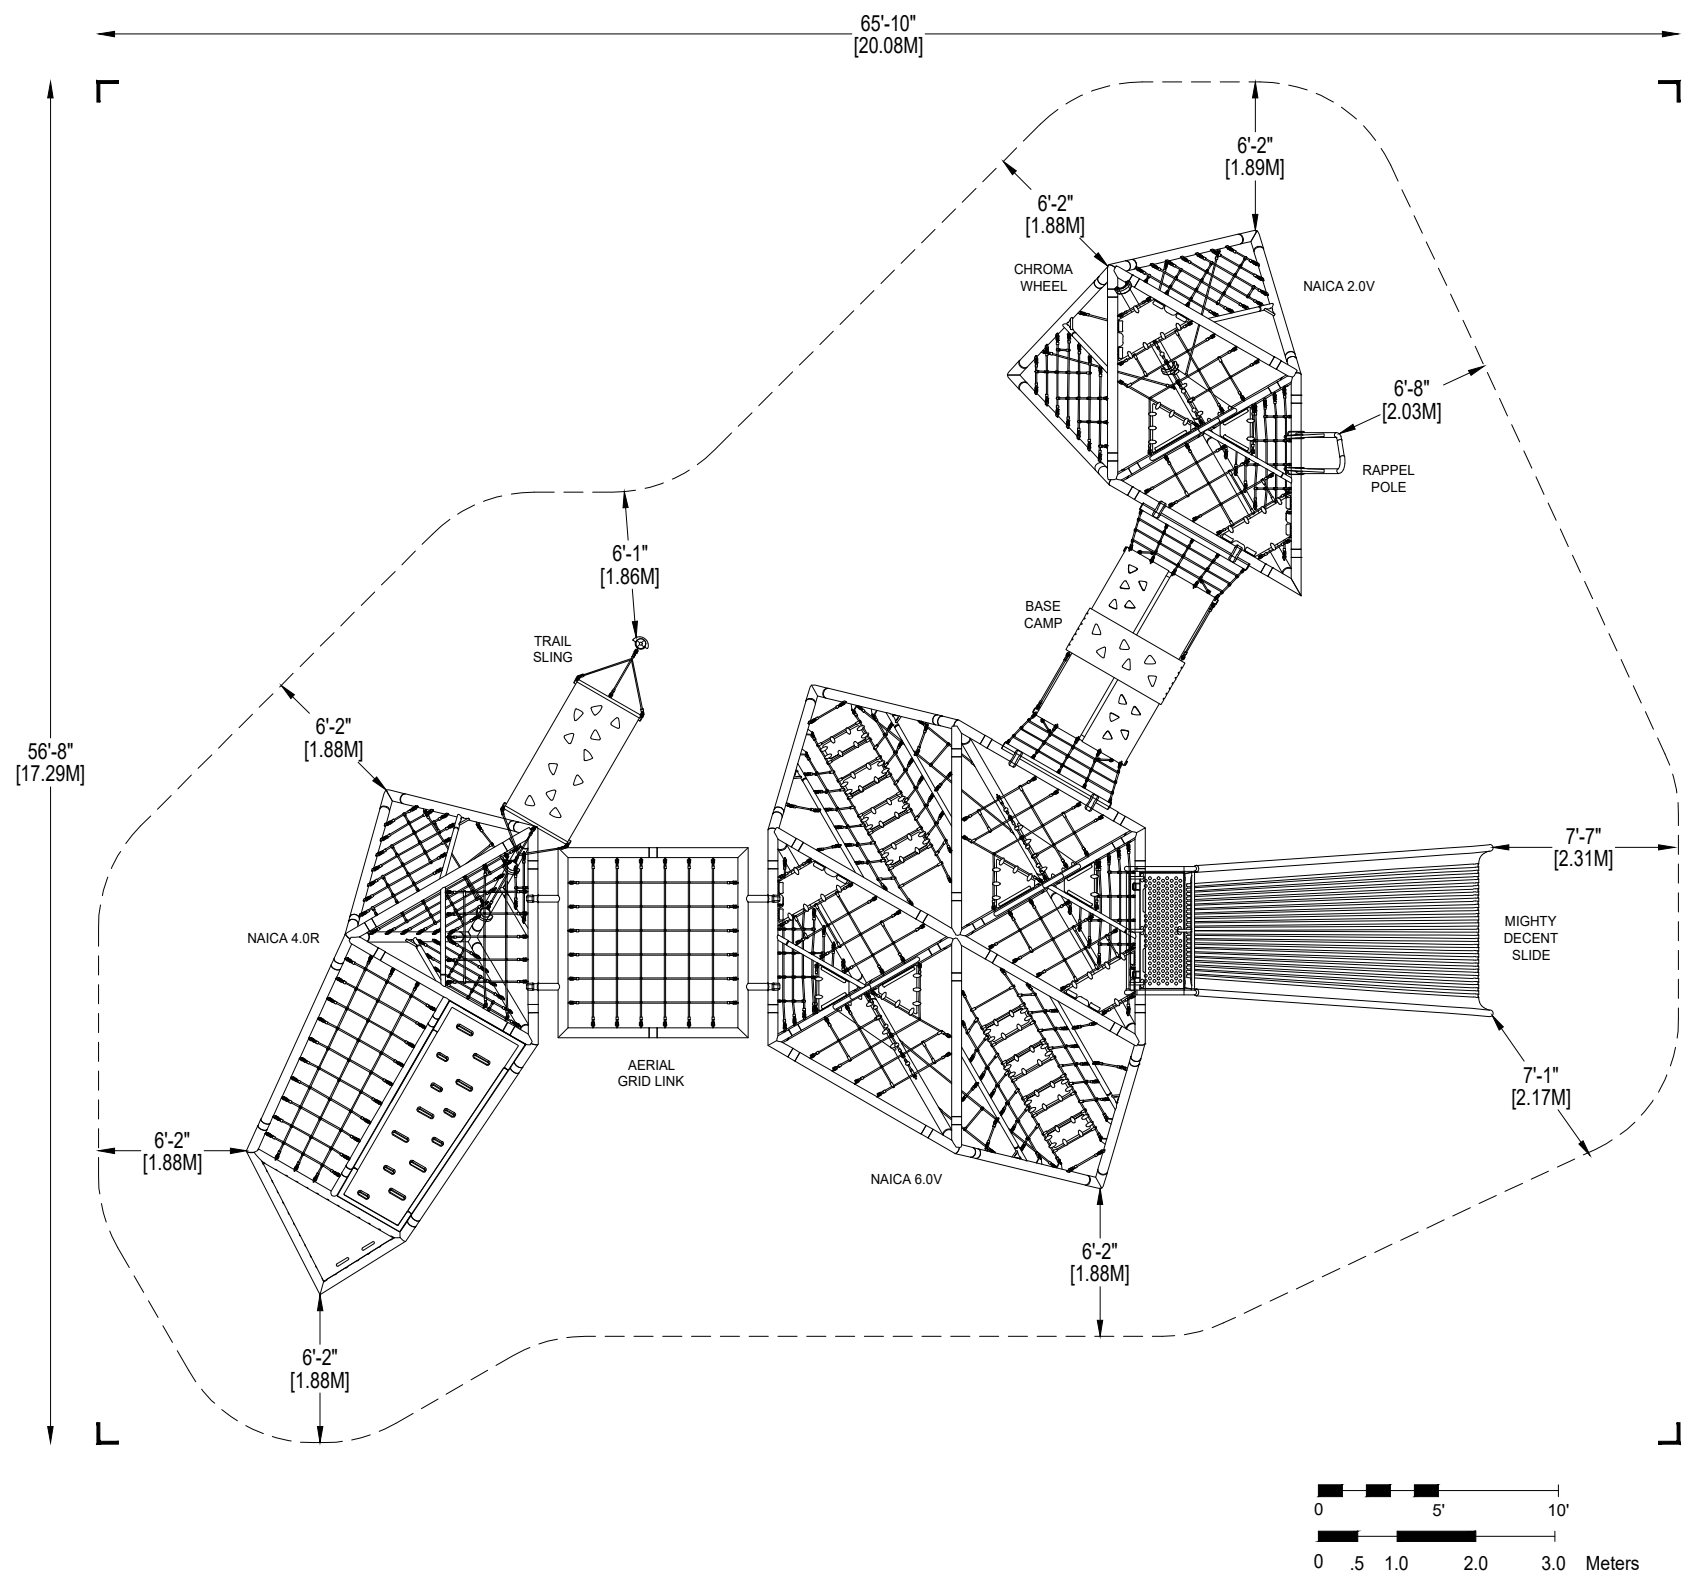 65'-10"
[20.08M]
6'-2"
[1.89M]
6'-2"
[1.88M]
CHROMA
WHEEL
NAICA 2.0V
6'-8"
[2.03M]
RAPPEL
POLE
6'-1"
[1.86M]
BASE
CAMP
TRAIL
SLING
6'-2"
[1.88M]
56'-8"
[17.29M]
7'-7"
[2.31M]
NAICA 4.0R
MIGHTY
DECENT
SLIDE
AERIAL
GRID LINK
7'-1"
[2.17M]
6'-2"
[1.88M]
NAICA 6.0V
6'-2"
[1.88M]
6'-2"
[1.88M]
0 5' 10'
0 .5 1.0 2.0 3.0 Meters